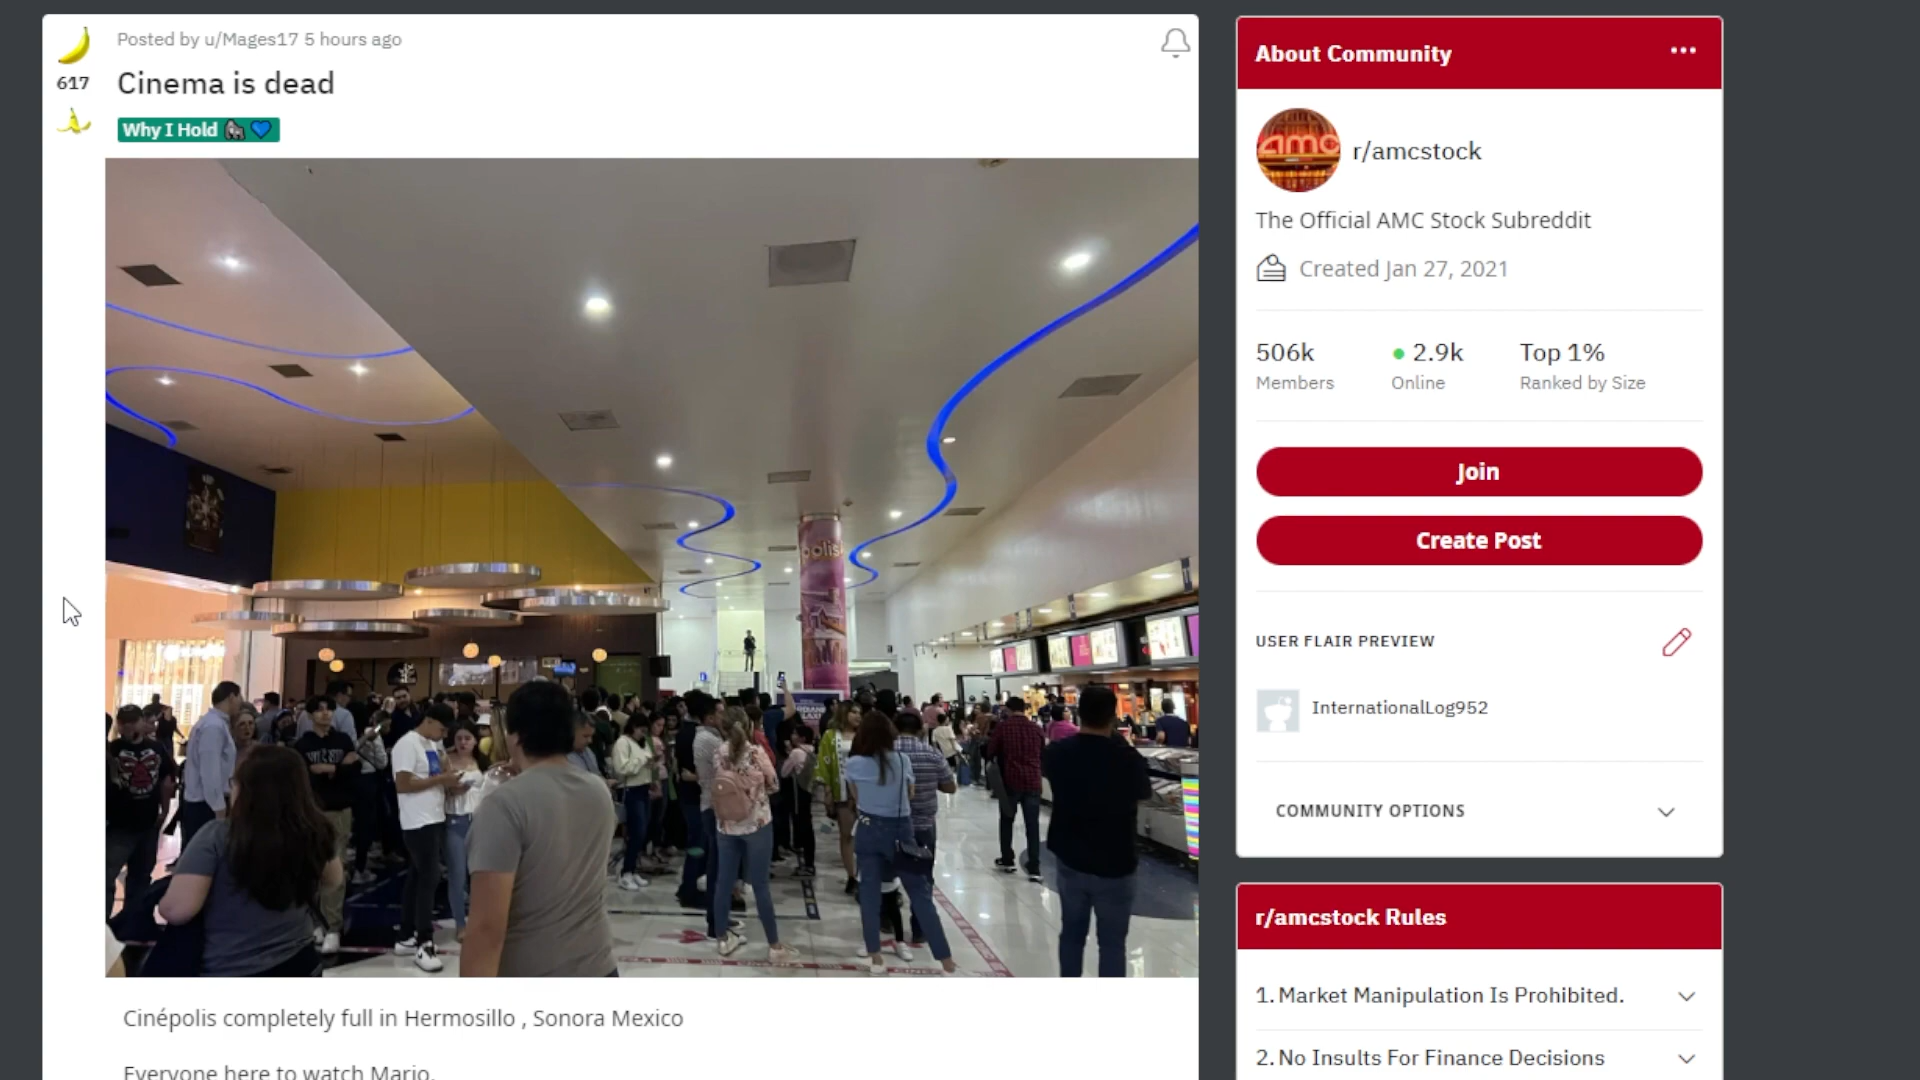 Posted by u/Mages17 5 hours ago
617
Cinema is dead
Why I Hold 🦍💙
polis
Cinépolis completely full in Hermosillo , Sonora Mexico
Everyone here to watch Mario.
About Community
amc
r/amcstock
The Official AMC Stock Subreddit
Created Jan 27, 2021
506k
Members
2.9k
Online
Top 1%
Ranked by Size
Join
Create Post
USER FLAIR PREVIEW
InternationalLog952
COMMUNITY OPTIONS
r/amcstock Rules
1. Market Manipulation Is Prohibited.
2. No Insults For Finance Decisions